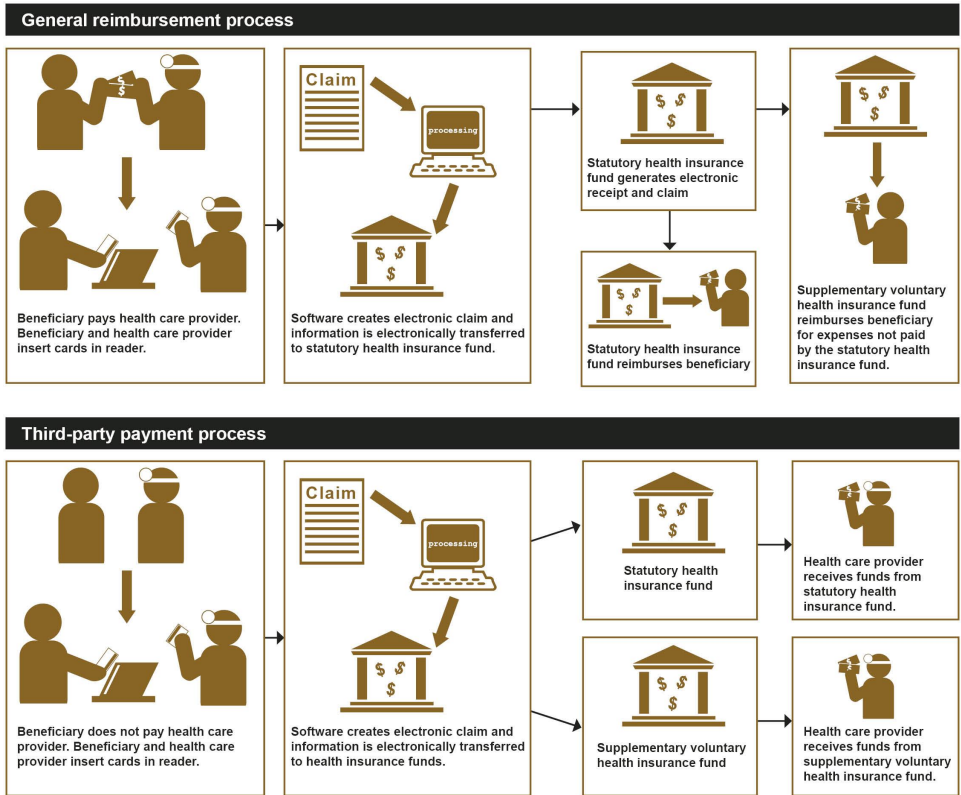 General reimbursement process
Claim
processing
$ $ $
$ $ $
$ $ $
$ $ $
Beneficiary pays health care provider.
Beneficiary and health care provider
insert cards in reader.
Software creates electronic claim and
information is electronically transferred
to statutory health insurance fund.
Statutory health insurance
fund generates electronic
receipt and claim
Statutory health insurance
fund reimburses beneficiary
Supplementary voluntary
health insurance fund
reimburses beneficiary
for expenses not paid
by the statutory health
insurance fund.
Third-party payment process
Claim
processing
$ $ $
$ $ $
$ $ $
Beneficiary does not pay health care
provider. Beneficiary and health care
provider insert cards in reader.
Software creates electronic claim and
information is electronically transferred
to health insurance funds.
Statutory health
insurance fund
Health care provider
receives funds from
statutory health
insurance fund.
Supplementary voluntary
health insurance fund
Health care provider
receives funds from
supplementary voluntary
health insurance fund.